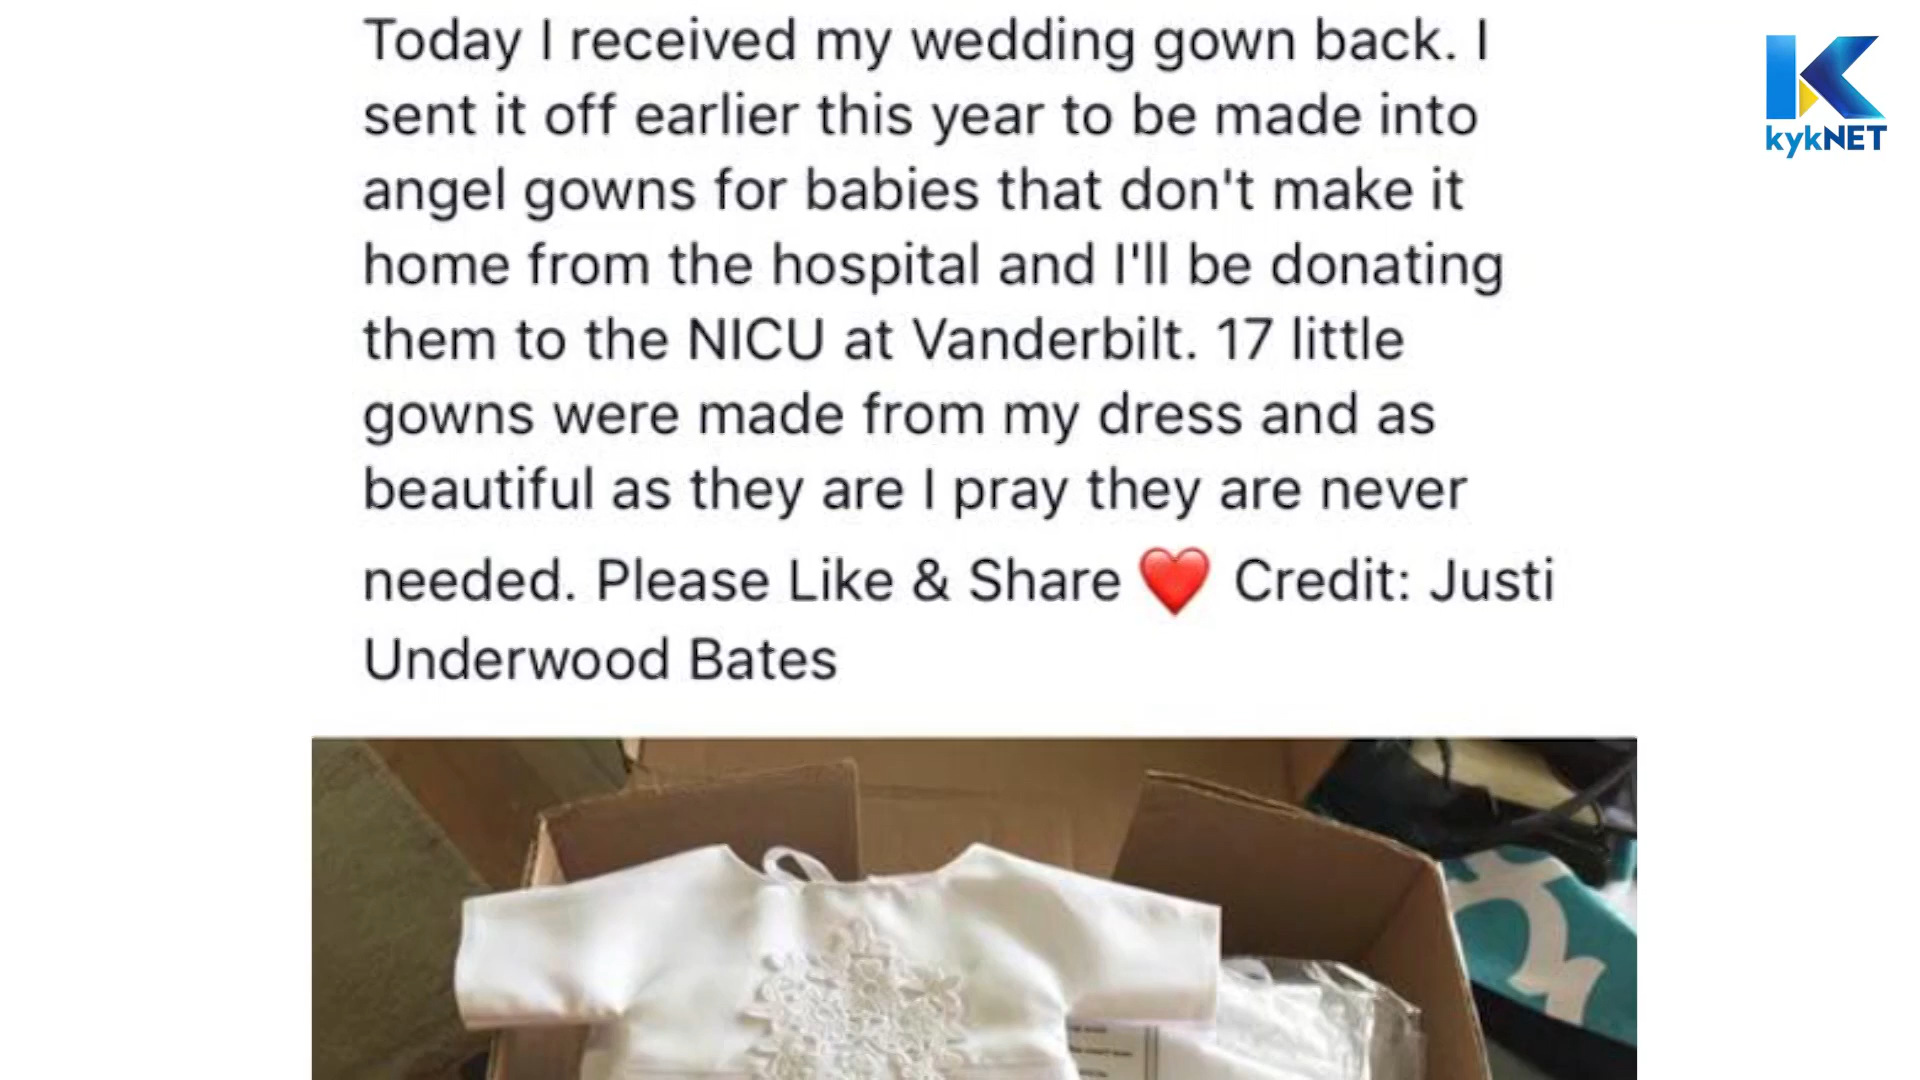 Today I received my wedding gown back. I
sent it off earlier this year to be made into
angel gowns for babies that don't make it
home from the hospital and I'll be donating
them to the NICU at Vanderbilt. 17 little
gowns were made from my dress and as
beautiful as they are I pray they are never
needed. Please Like & Share ❤️ Credit: Justi
Underwood Bates
kykNET